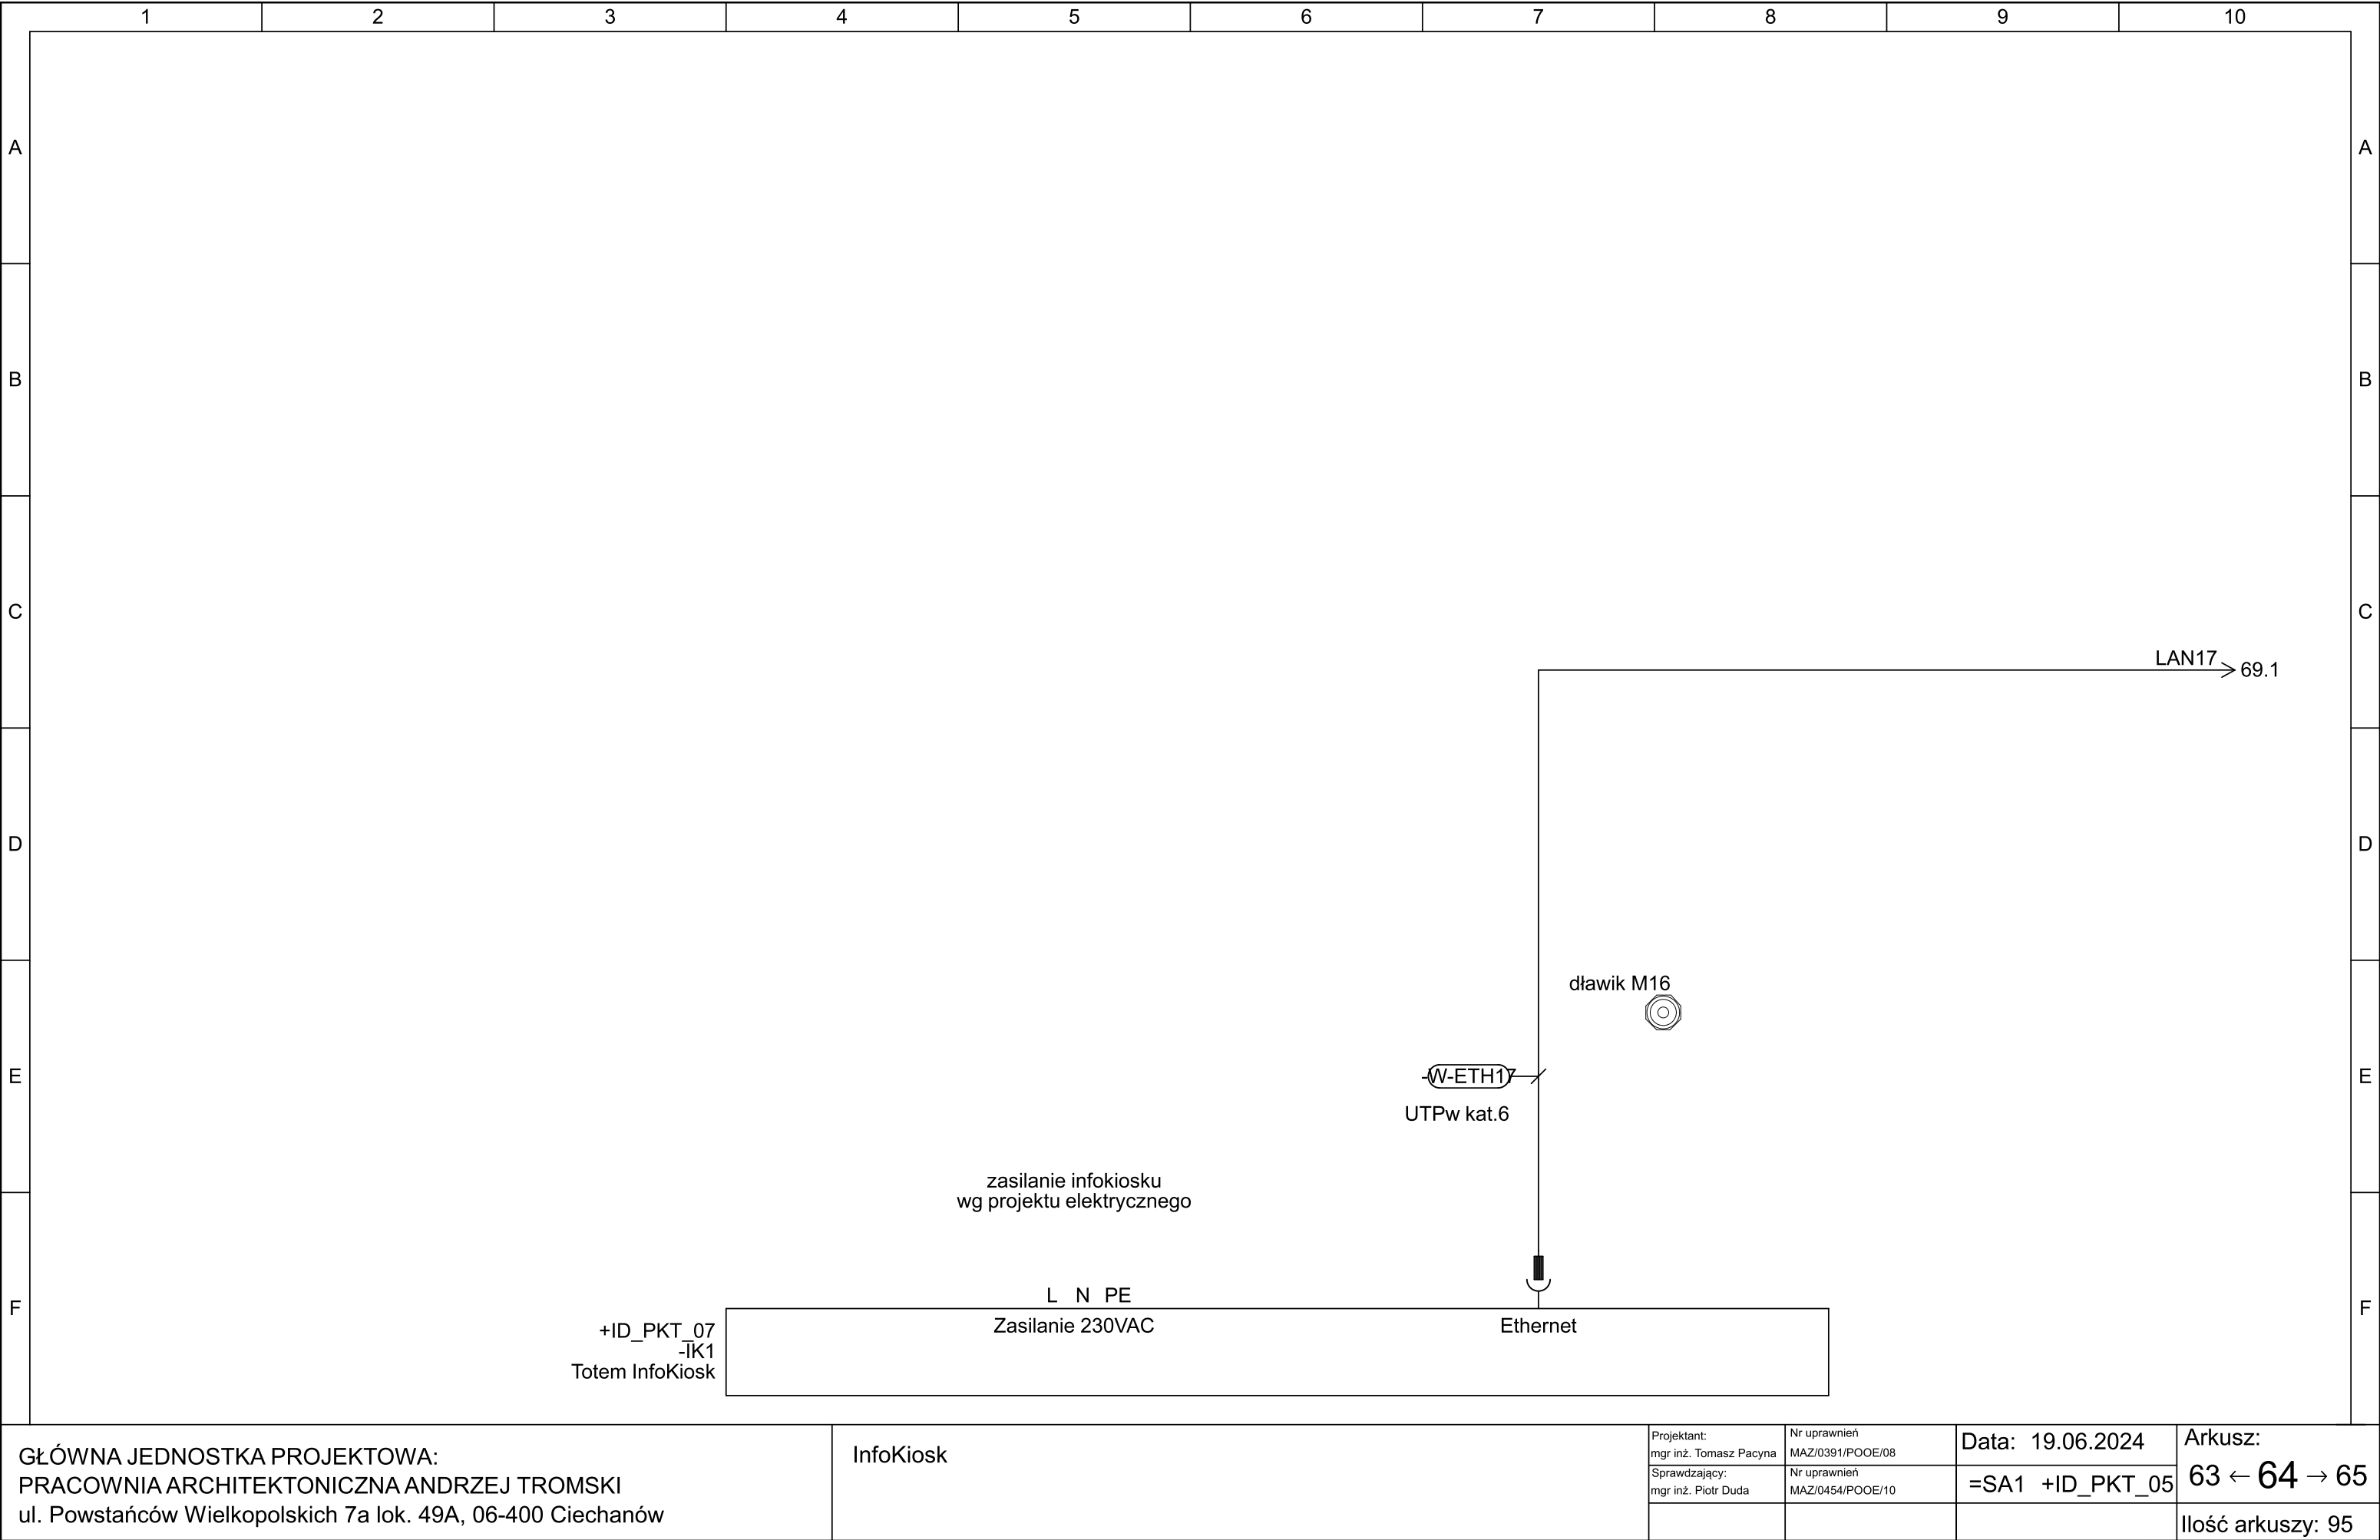 1 2 3 4 5 6 7 8 9 10
A A
B B
C C
LAN17
69.1
D D
dławik M16
E E
-W-ETH17
UTPw kat.6
zasilanie infokiosku
wg projektu elektrycznego
L N PE
F F
+ID_PKT_07
-IK1
Totem InfoKiosk
Zasilanie 230VAC
Ethernet
GŁÓWNA JEDNOSTKA PROJEKTOWA:
PRACOWNIA ARCHITEKTONICZNA ANDRZEJ TROMSKI
ul. Powstańców Wielkopolskich 7a lok. 49A, 06-400 Ciechanów
InfoKiosk
Projektant:
mgr inż. Tomasz Pacyna
Nr uprawnień
MAZ/0391/POOE/08
Sprawdzający:
mgr inż. Piotr Duda
Nr uprawnień
MAZ/0454/POOE/10
Data: 19.06.2024
=SA1 +ID_PKT_05
Arkusz:
63 ← 64 → 65
Ilość arkuszy: 95